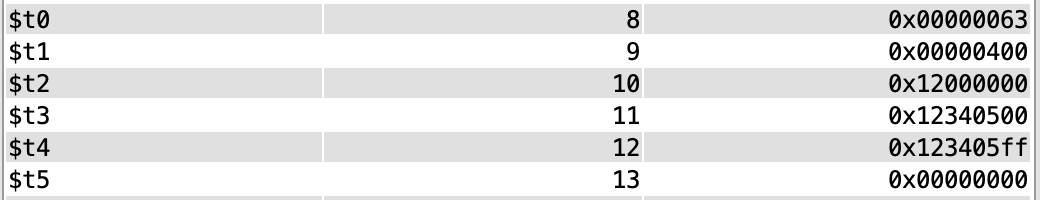 $t0 8 0x00000063
$t1 9 0x00000400
$t2 10 0x12000000
$t3 11 0x12340500
$t4 12 0x123405ff
$t5 13 0x00000000